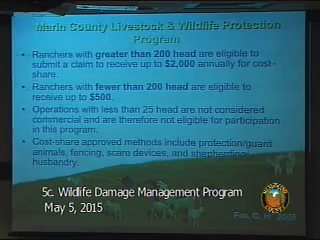 Marin County Livestock & Wildlife Protection
Program
• Ranchers with greater than 200 head are eligible to
submit a claim to receive up to $2,000 annually for cost-
share.
• Ranchers with fewer than 200 head are eligible to
receive up to $500.
• Operations with less than 25 head are not considered
commercial and are therefore not eligible for participation
in this program.
• Cost-share approved methods include protection/guard
animals, fencing, scare devices, and shepherding/
husbandry.
5c. Wildlife Damage Management Program
May 5, 2015
Fox, C. H. 2008